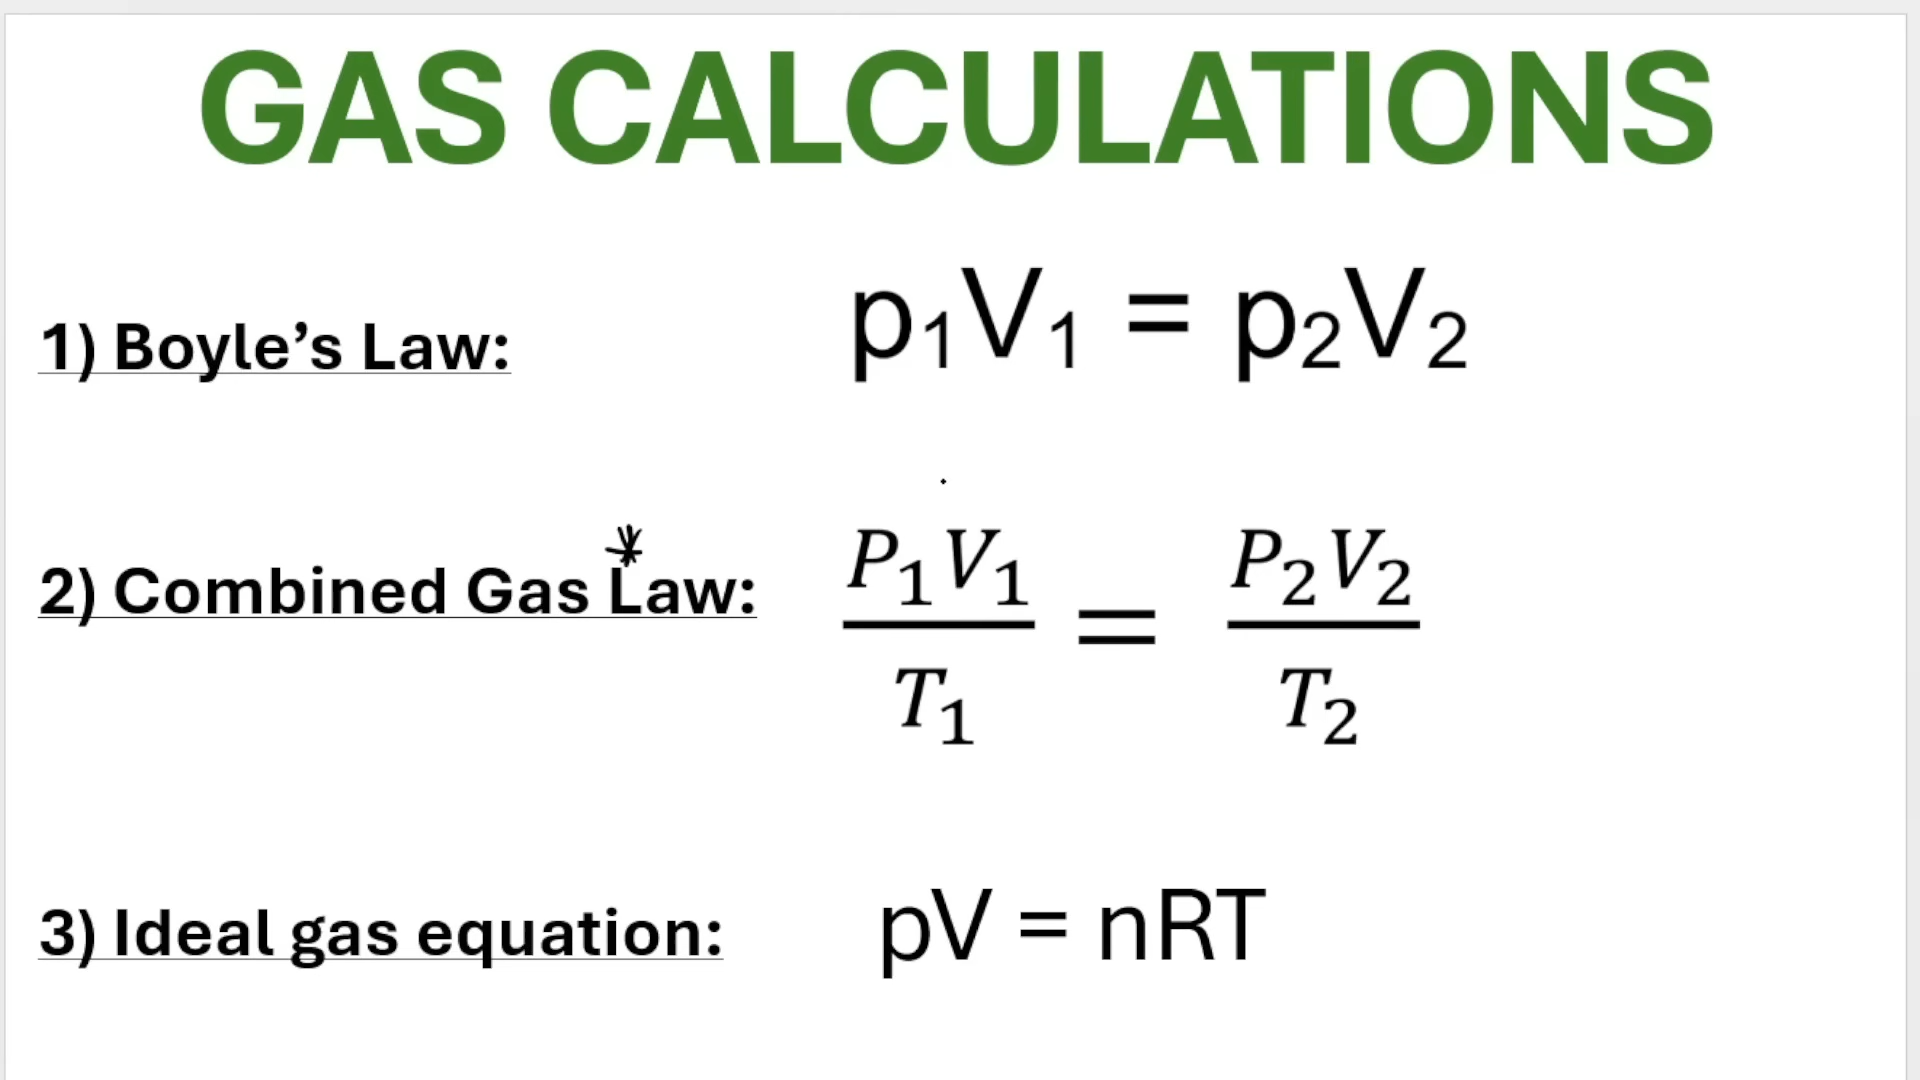 GAS CALCULATIONS
1) Boyle’s Law: p₁V₁ = p₂V₂
*
2) Combined Gas Law: P₁V₁/T₁ = P₂V₂/T₂
3) Ideal gas equation: pV = nRT